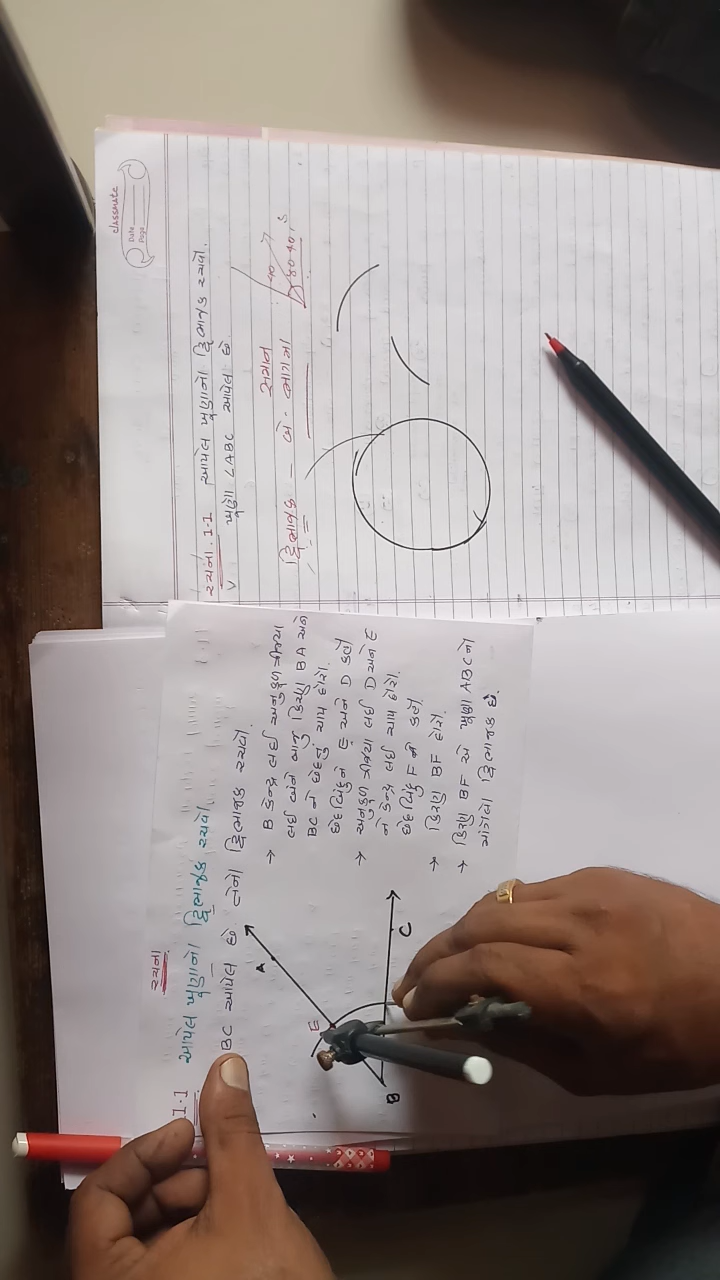 રચના
1.1 આપેલ ખૂણાનો દ્વિભાજક રચવો
BC આપેલ છે તેનો દ્વિભાજક રચવો.
→ B કેન્દ્ર લઈ અનુકૂળ ત્રિજ્યા
લઈ બાજુ કિરણ BA અને
BC ને છેદતું ચાપ દોરો.
છેદબિંદુને E અને D કહો
→ અનુકૂળ ત્રિજ્યા લઈ D અને E
ને કેન્દ્ર લઈ ચાપ દોરો.
છેદબિંદુ F ને કહો.
→ કિરણ BF દોરો.
→ કિરણ BF એ ખૂણા ABC નો
માંગેલો દ્વિભાજક છે.
A
E
B
C
classmate
Date
Page
રચના. 1.1 આપેલ ખૂણાનો દ્વિભાજક રચવો.
ખૂણો ∠ABC આપેલ છે.
સમાન
દ્વિભાજક - બે - ભાગમાં